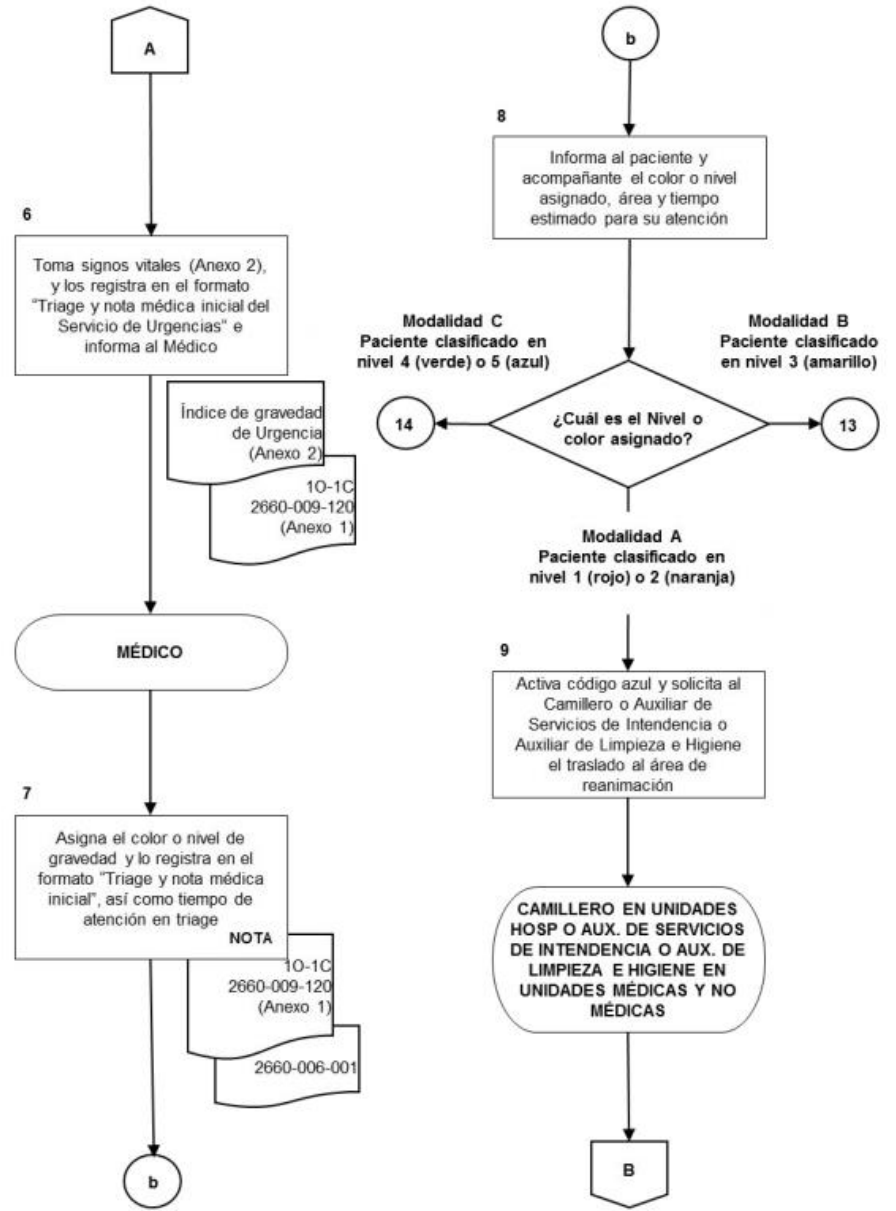 A
6
Toma signos vitales (Anexo 2),
y los registra en el formato
“Triage y nota médica inicial del
Servicio de Urgencias” e
informa al Médico
Índice de gravedad
de Urgencia
(Anexo 2)
1O-1C
2660-009-120
(Anexo 1)
MÉDICO
7
Asigna el color o nivel de
gravedad y lo registra en el
formato “Triage y nota médica
inicial”, así como tiempo de
atención en triage
NOTA
1O-1C
2660-009-120
(Anexo 1)
2660-006-001
b
b
8
Informa al paciente y
acompañante el color o nivel
asignado, área y tiempo
estimado para su atención
Modalidad C
Paciente clasificado en
nivel 4 (verde) o 5 (azul)
Modalidad B
Paciente clasificado
en nivel 3 (amarillo)
14
¿Cuál es el Nivel o
color asignado?
13
Modalidad A
Paciente clasificado en
nivel 1 (rojo) o 2 (naranja)
9
Activa código azul y solicita al
Camillero o Auxiliar de
Servicios de Intendencia o
Auxiliar de Limpieza e Higiene
el traslado al área de
reanimación
CAMILLERO EN UNIDADES
HOSP O AUX. DE SERVICIOS
DE INTENDENCIA O AUX. DE
LIMPIEZA E HIGIENE EN
UNIDADES MÉDICAS Y NO
MÉDICAS
B